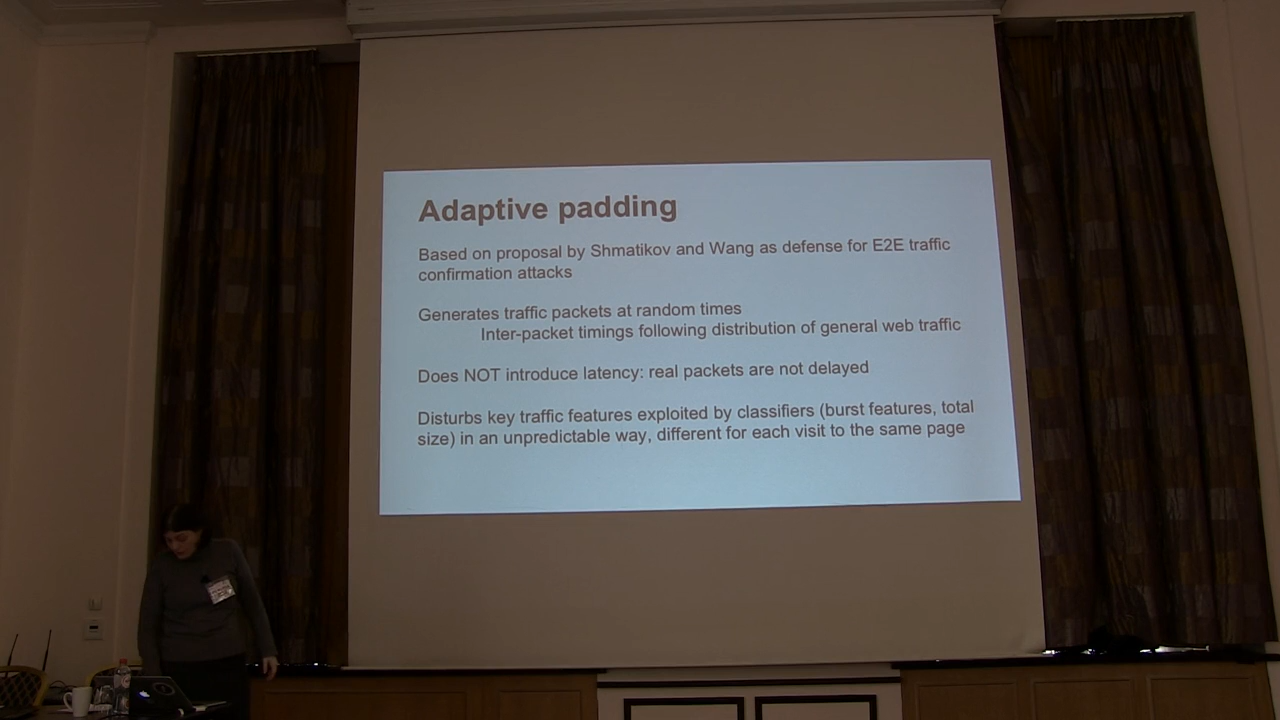 Adaptive padding
Based on proposal by Shmatikov and Wang as defense for E2E traffic
confirmation attacks
Generates traffic packets at random times
Inter-packet timings following distribution of general web traffic
Does NOT introduce latency: real packets are not delayed
Disturbs key traffic features exploited by classifiers (burst features, total
size) in an unpredictable way, different for each visit to the same page